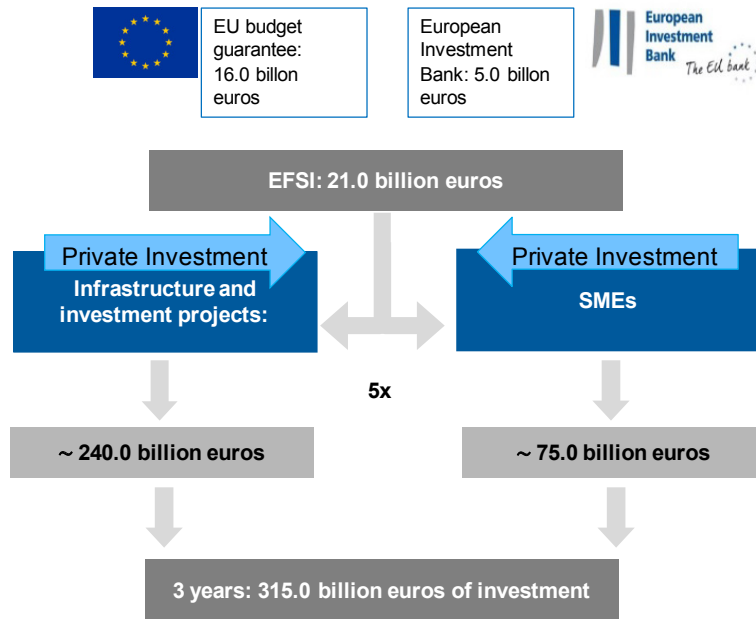 EU budget
guarantee:
16.0 billon
euros
European
Investment
Bank: 5.0 billon
euros
European
Investment
Bank
The EU bank
EFSI: 21.0 billion euros
Private Investment
Infrastructure and
investment projects:
Private Investment
SMEs
5x
~ 240.0 billion euros
~ 75.0 billion euros
3 years: 315.0 billion euros of investment